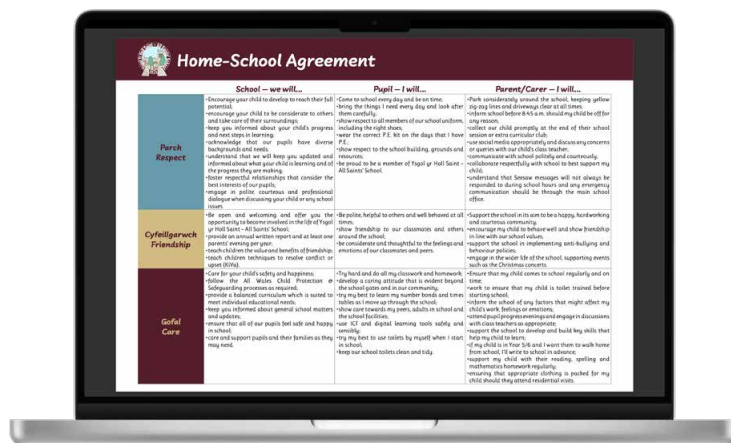 Home-School Agreement
School – we will...
Pupil – I will...
Parent/Carer – I will...
Parch
Respect
•Encourage your child to develop to reach their full
potential;
•encourage your child to be considerate to others
and take care of their surroundings;
•keep you informed about your child's progress
and next steps in learning;
•acknowledge that our pupils have diverse
backgrounds and needs;
•understand that we will keep you updated and
informed about what your child is learning and of
the progress they are making;
•foster respectful relationships that consider the
best interests of our pupils;
•engage in polite, courteous and professional
dialogue when discussing your child or any school
issues.
•Come to school every day and be on time;
•bring the things I need every day and look after
them carefully;
•show respect to all members of our school uniform,
including the right shoes;
•wear the correct P.E. kit on the days that I have
P.E.;
•show respect to the school building, grounds and
resources;
•be proud to be a member of Ysgol yr Holl Saint –
All Saints' School.
•Park considerately around the school, keeping yellow
zig-zag lines and driveways clear at all times;
•inform school before 8:45 a.m. should my child be off for
any reason;
•collect our child promptly at the end of their school
session or extra curricular club;
•use social media appropriately and discuss any concerns
or queries with our child's class teacher;
•communicate with school politely and courteously;
•collaborate respectfully with school to best support my
child;
•understand that Seesaw messages will not always be
responded to during school hours and any emergency
communication should be through the main school
office.
Cyfeillgarwch
Friendship
•Be open and welcoming and offer you the
opportunity to become involved in the life of Ysgol
yr Holl Saint – All Saints' School;
•provide an annual written report and at least one
parents' evening per year;
•teach children the value and benefits of friendship;
•teach children techniques to resolve conflict or
upset (KiVa).
•Be polite, helpful to others and well behaved at all
times;
•show friendship to our classmates and others
around the school;
•be considerate and thoughtful to the feelings and
emotions of our classmates and peers.
•Support the school in its aim to be a happy, hardworking
and courteous community;
•encourage my child to behave well and show friendship
in line with our school values;
•support the school in implementing anti-bullying and
behaviour policies;
•engage in the wider life of the school, supporting events
such as the Christmas concerts.
Gofal
Care
•Care for your child's safety and happiness;
•follow the All Wales Child Protection &
Safeguarding processes as required;
•provide a balanced curriculum which is suited to
meet individual educational needs;
•keep you informed about general school matters
and updates;
•ensure that all of our pupils feel safe and happy
in school;
•care and support pupils and their families as they
may need.
•Try hard and do all my classwork and homework;
•develop a caring attitude that is evident beyond
the school gates and in our community;
•try my best to learn my number bonds and times
tables as I move up through the school;
•show care towards my peers, adults in school and
the school facilities;
•use ICT and digital learning tools safely and
sensibly;
•try my best to use toilets by myself when I start
in school;
•keep our school toilets clean and tidy.
•Ensure that my child comes to school regularly and on
time;
•work to ensure that my child is toilet trained before
starting school;
•inform the school of any factors that might affect my
child's work, feelings or emotions;
•attend pupil progress evenings and engage in discussions
with class teachers as appropriate;
•support the school to develop and build key skills that
help my child to learn;
•if my child is in Year 5/6 and I want them to walk home
from school, I'll write to school in advance;
•support my child with their reading, spelling and
mathematics homework regularly;
•ensuring that appropriate clothing is packed for my
child should they attend residential visits.